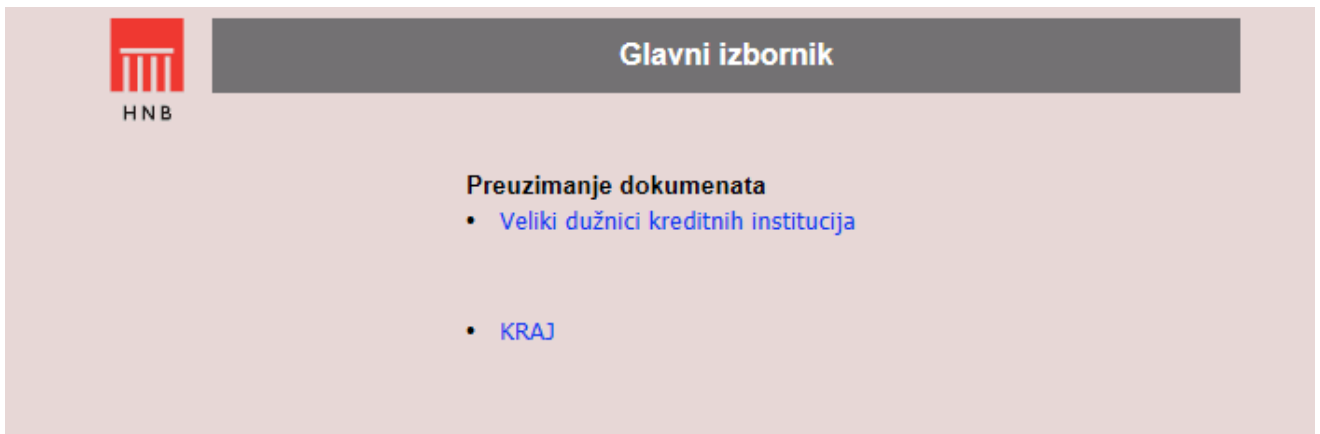 Glavni izbornik
HNB
Preuzimanje dokumenata
• Veliki dužnici kreditnih institucija
• KRAJ